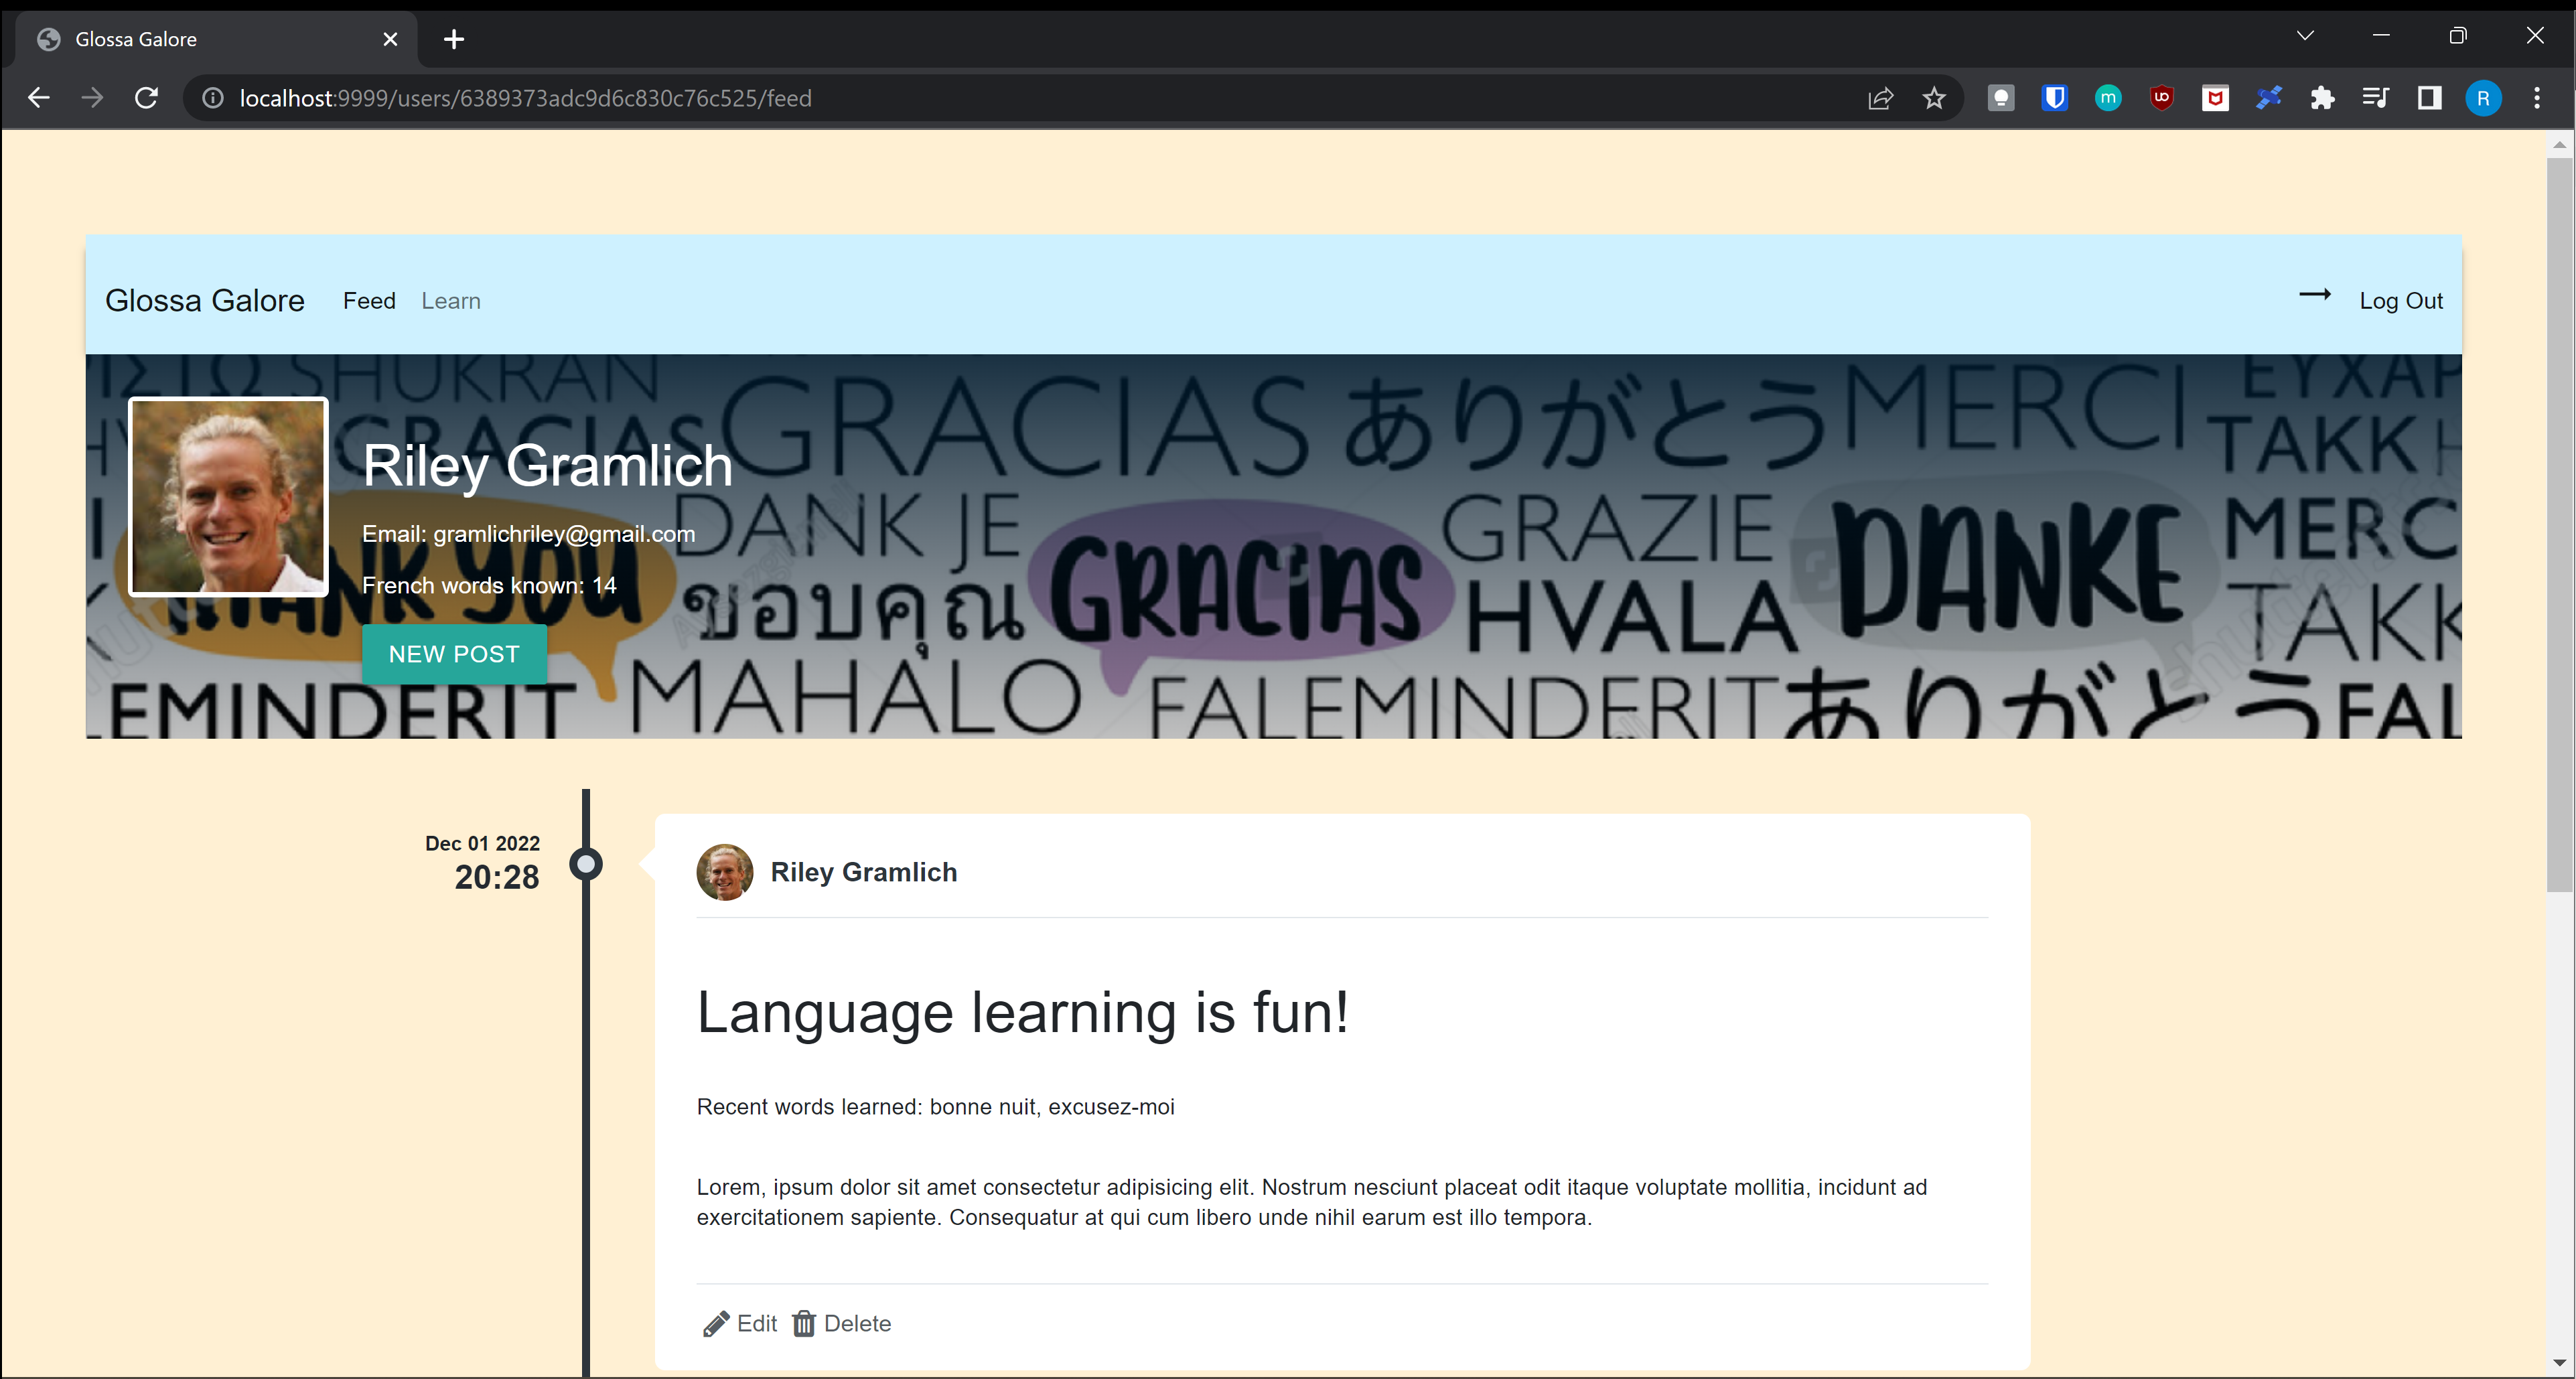 Glossa Galore
localhost:9999/users/6389373adc9d6c830c76c525/feed
R
Glossa Galore Feed Learn Log Out
SHUKRAN
GRACIAS GRACIAS ありがとう MERCI ΕΥΧΑΡ
TAKK
Riley Gramlich
DANK JE GRAZIE DANKE MERC
Email: gramlichriley@gmail.com
THANK YOU ขอบคุณ GRACIAS HVALA TAKK
French words known: 14
NEW POST
MAHALO
LEMINDERIT FALEMINDERIT ありがとう FAL
Dec 01 2022
20:28
Riley Gramlich
Language learning is fun!
Recent words learned: bonne nuit, excusez-moi
Lorem, ipsum dolor sit amet consectetur adipisicing elit. Nostrum nesciunt placeat odit itaque voluptate mollitia, incidunt ad
exercitationem sapiente. Consequatur at qui cum libero unde nihil earum est illo tempora.
Edit Delete